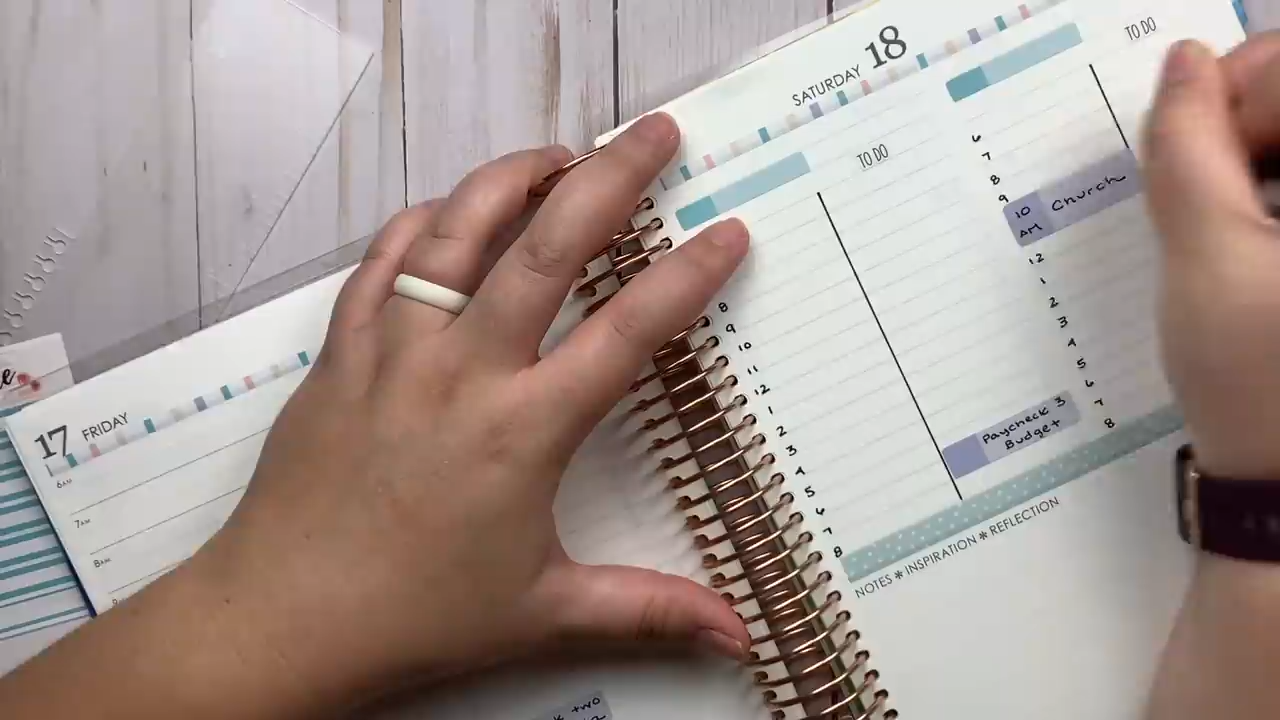 17 FRIDAY
6AM
7AM
8AM
SATURDAY 18
TO DO
8
9
10
11
12
1
2
3
4
5
6
7
8
Paycheck 3
Budget
TO DO
6
7
8
9
10 Church
AM
12
1
2
3
4
5
6
7
8
NOTES * INSPIRATION * REFLECTION
two